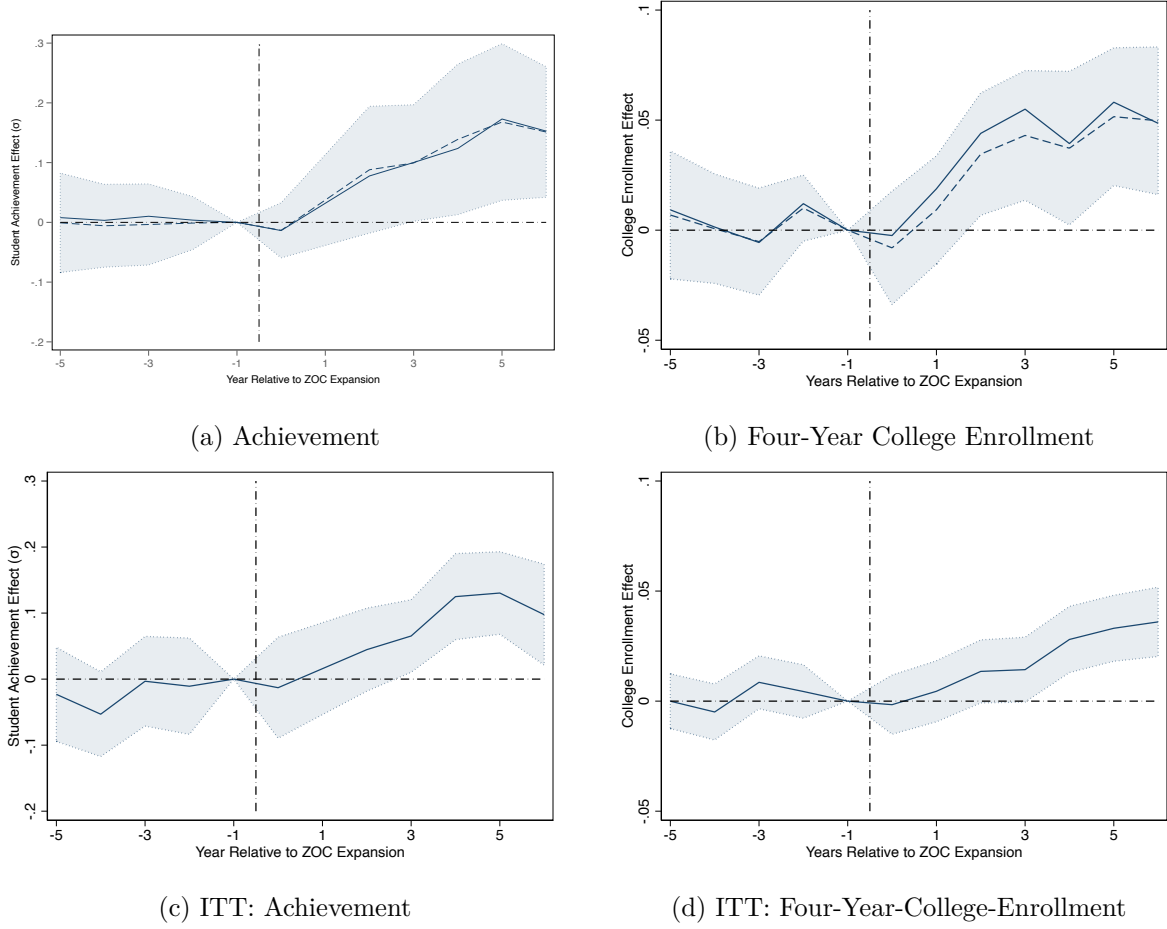 .3
.2
.1
0
-.1
-.2
Student Achievement Effect (σ)
-5 -3 -1 1 3 5
Year Relative to ZOC Expansion
(a) Achievement
.1
.05
0
-.05
College Enrollment Effect
-5 -3 -1 1 3 5
Years Relative to ZOC Expansion
(b) Four-Year College Enrollment
.3
.2
.1
0
-.1
-.2
Student Achievement Effect (σ)
-5 -3 -1 1 3 5
Year Relative to ZOC Expansion
(c) ITT: Achievement
.1
.05
0
-.05
College Enrollment Effect
-5 -3 -1 1 3 5
Years Relative to ZOC Expansion
(d) ITT: Four-Year-College-Enrollment